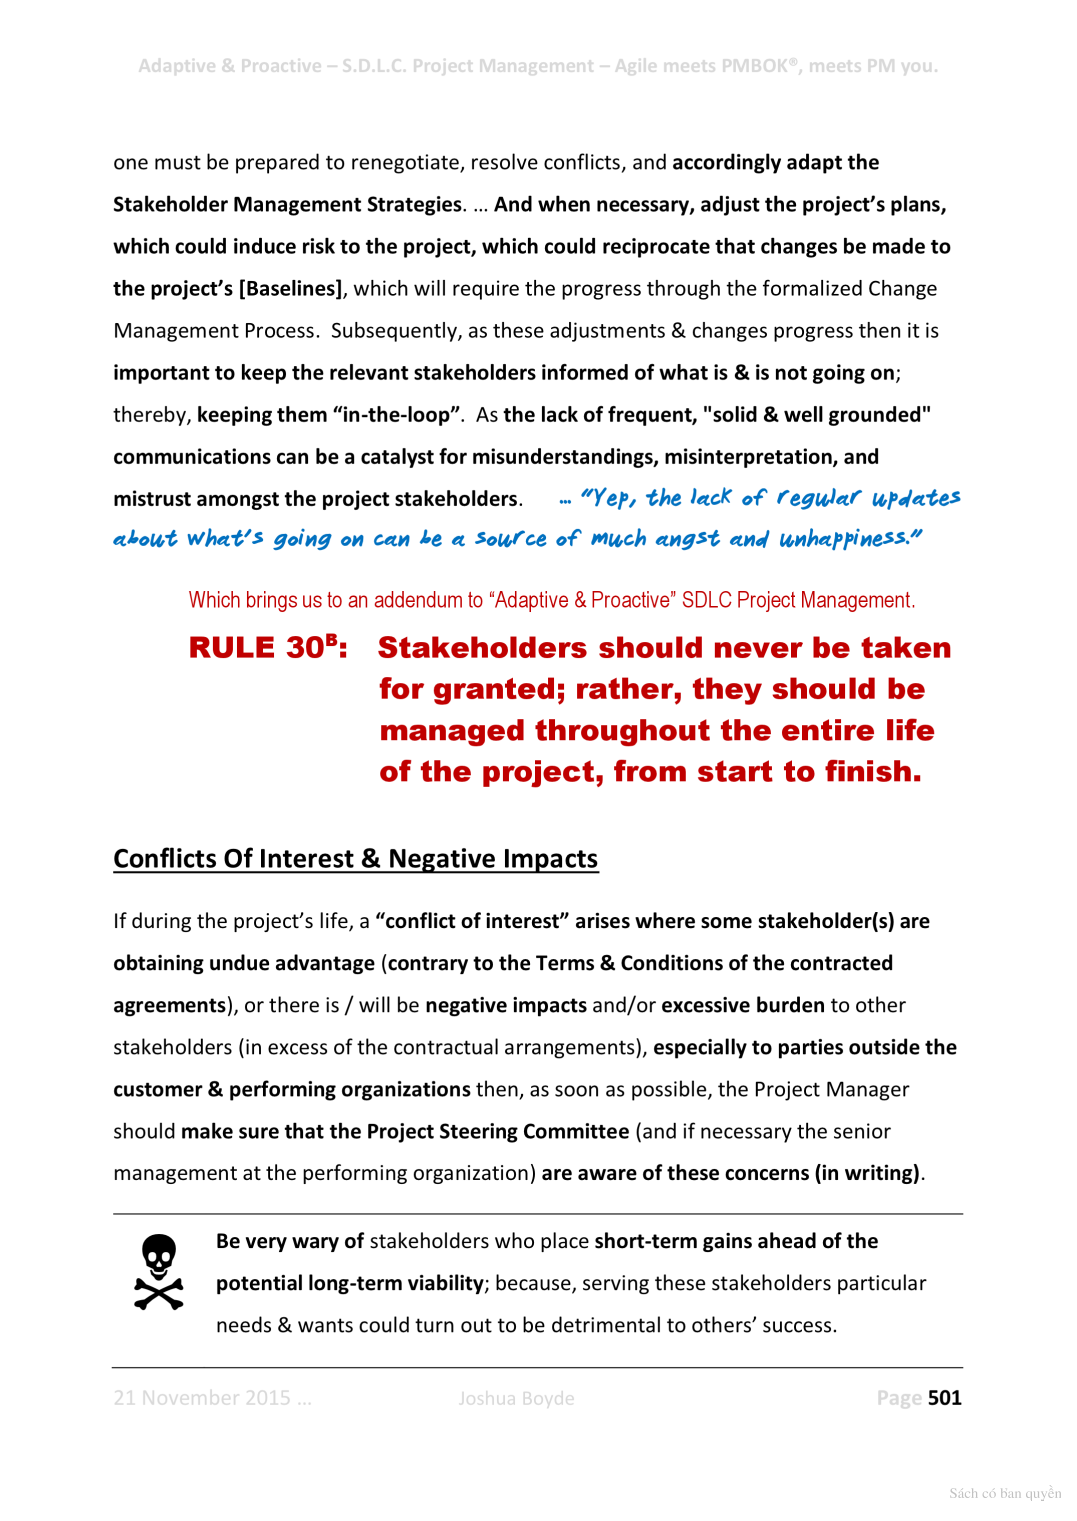 Adaptive & Proactive – S.D.L.C. Project Management – Agile meets PMBOK®, meets PM you.
one must be prepared to renegotiate, resolve conflicts, and accordingly adapt the
Stakeholder Management Strategies. … And when necessary, adjust the project’s plans,
which could induce risk to the project, which could reciprocate that changes be made to
the project’s [Baselines], which will require the progress through the formalized Change
Management Process.  Subsequently, as these adjustments & changes progress then it is
important to keep the relevant stakeholders informed of what is & is not going on;
thereby, keeping them “in-the-loop”.  As the lack of frequent, "solid & well grounded"
communications can be a catalyst for misunderstandings, misinterpretation, and
mistrust amongst the project stakeholders.     … “Yep, the lack of regular updates
about what’s going on can be a source of much angst and unhappiness.”
Which brings us to an addendum to “Adaptive & Proactive” SDLC Project Management.
RULE 30B:   Stakeholders should never be taken
for granted; rather, they should be
managed throughout the entire life
of the project, from start to finish.
Conflicts Of Interest & Negative Impacts
If during the project’s life, a “conflict of interest” arises where some stakeholder(s) are
obtaining undue advantage (contrary to the Terms & Conditions of the contracted
agreements), or there is / will be negative impacts and/or excessive burden to other
stakeholders (in excess of the contractual arrangements), especially to parties outside the
customer & performing organizations then, as soon as possible, the Project Manager
should make sure that the Project Steering Committee (and if necessary the senior
management at the performing organization) are aware of these concerns (in writing).
Be very wary of stakeholders who place short-term gains ahead of the
potential long-term viability; because, serving these stakeholders particular
needs & wants could turn out to be detrimental to others’ success.
21 November 2015 …   Joshua Boyde   Page 501
Sách có bản quyền